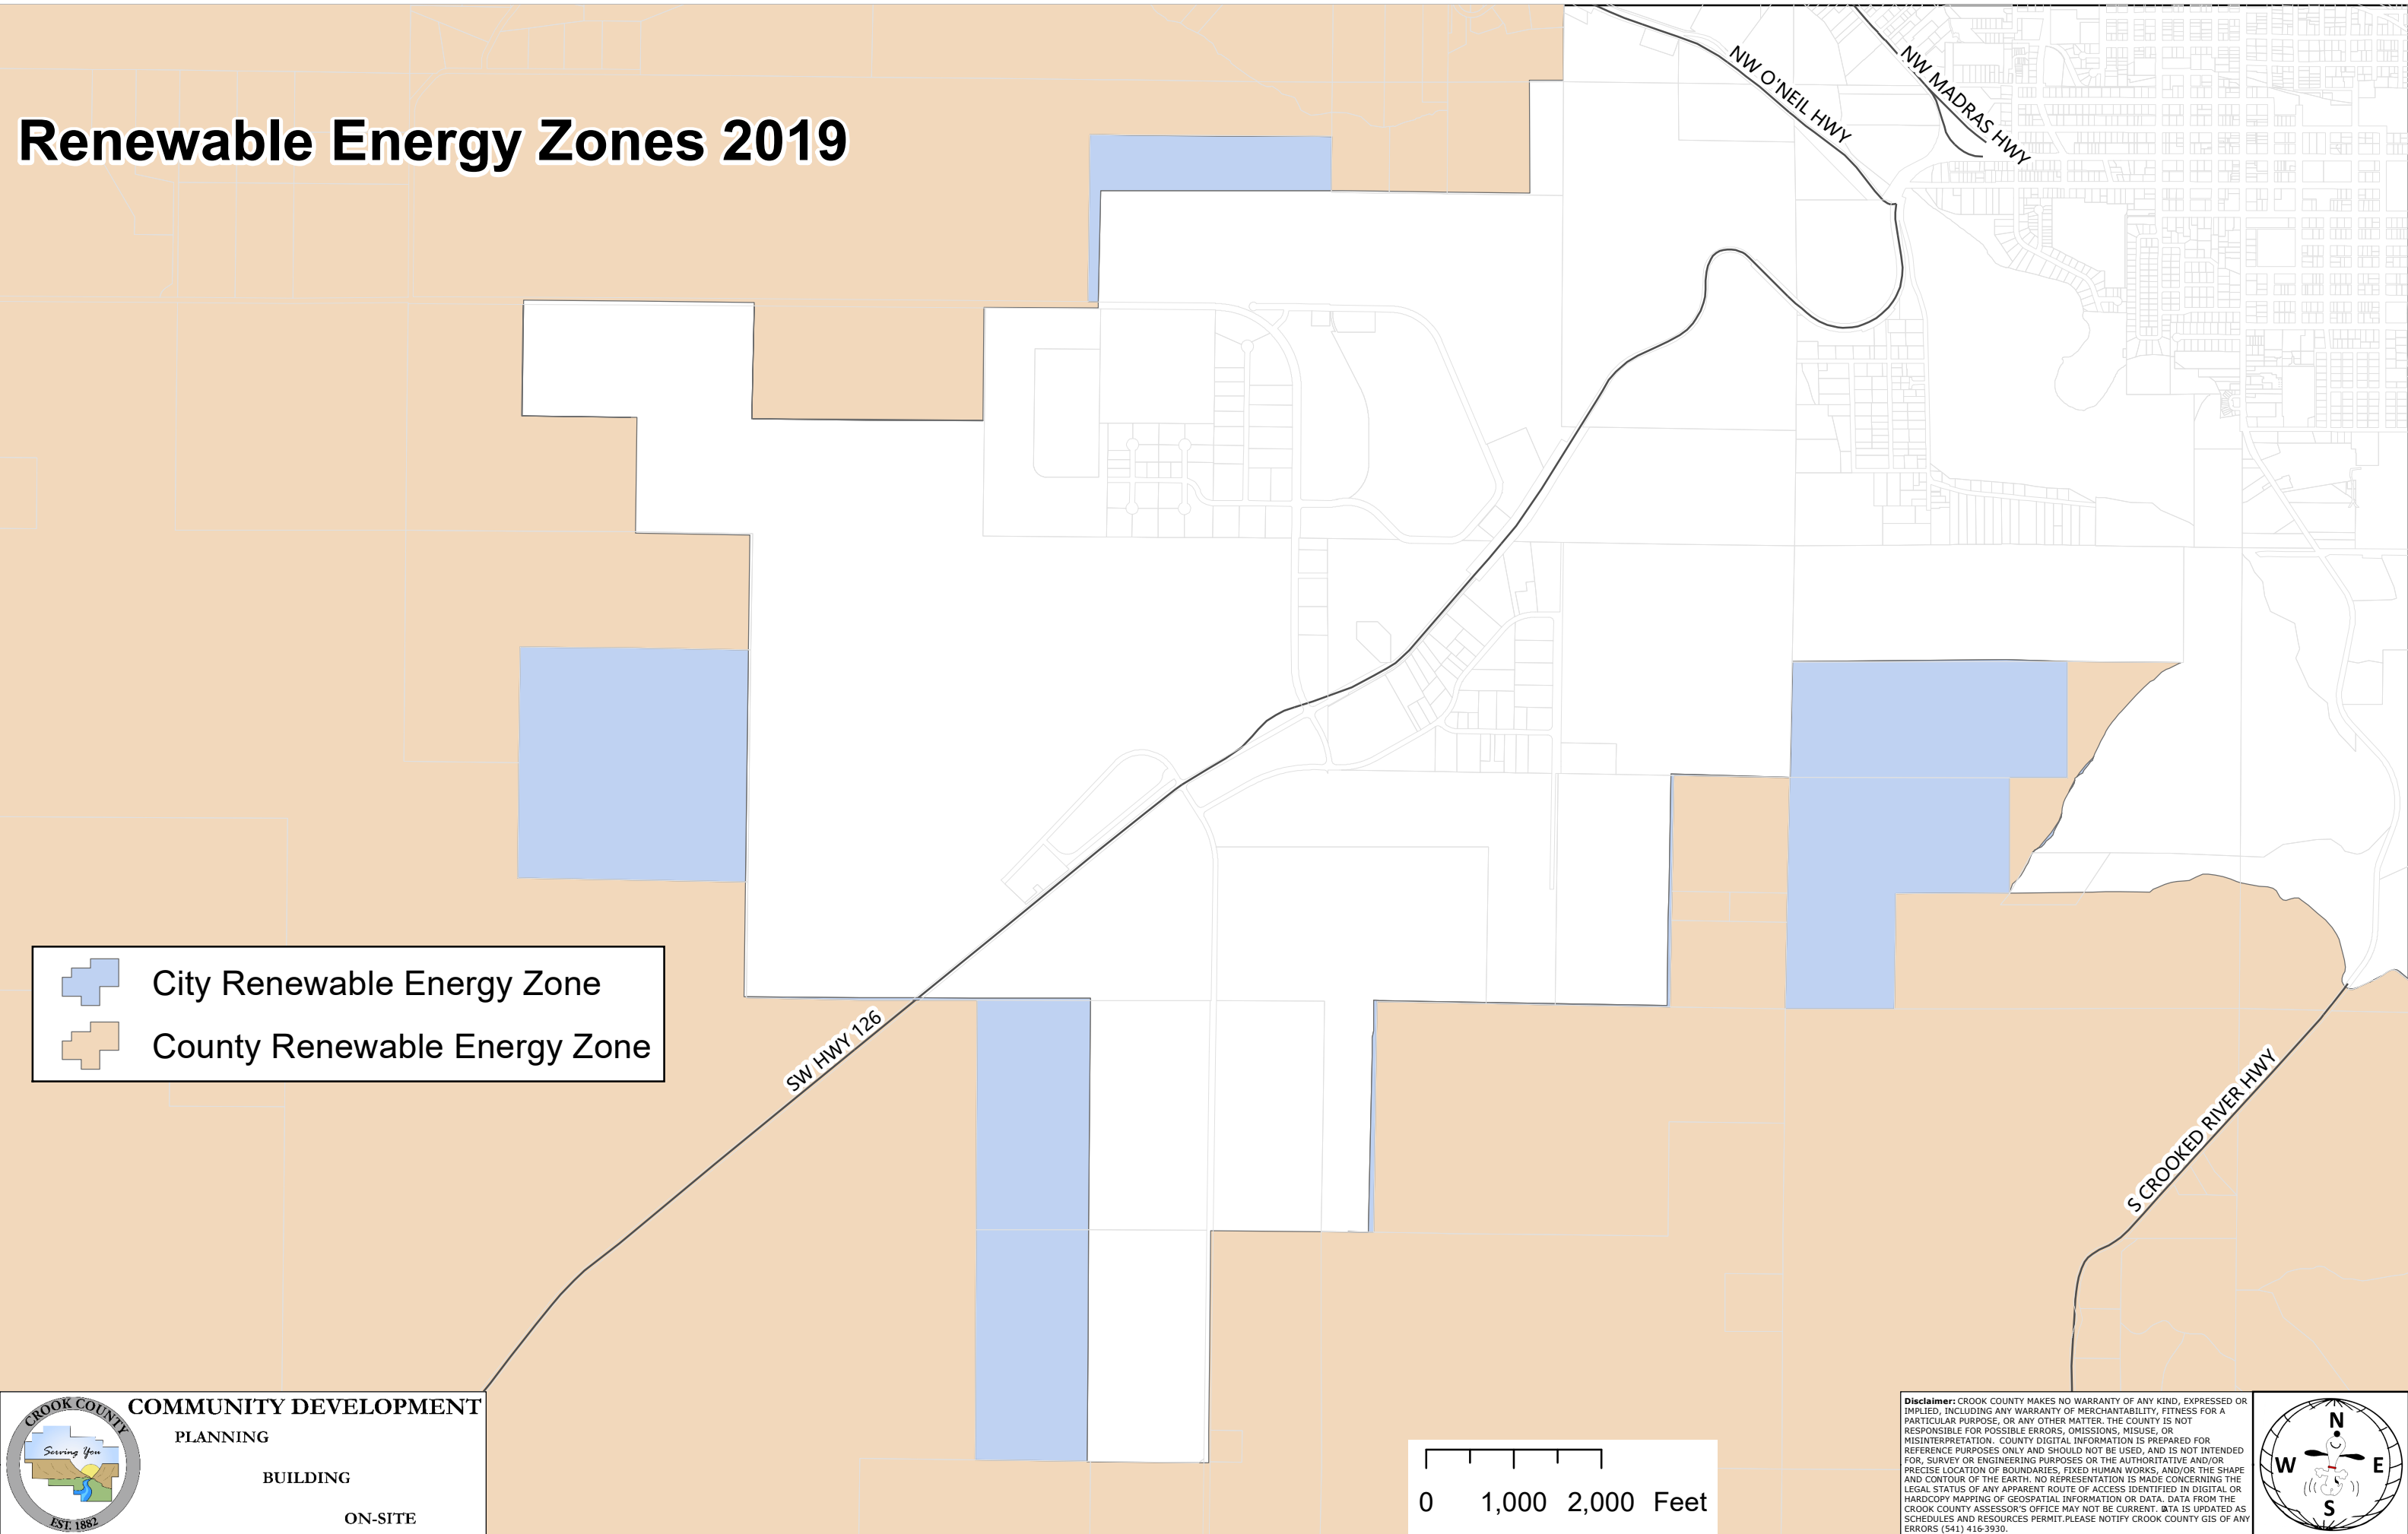 Renewable Energy Zones 2019
NW O'NEIL HWY
NW MADRAS HWY
City Renewable Energy Zone
County Renewable Energy Zone
SW HWY 126
S CROOKED RIVER HWY
CROOK COUNTY
Serving You
EST. 1882
COMMUNITY DEVELOPMENT
PLANNING
BUILDING
ON-SITE
0 1,000 2,000 Feet
Disclaimer: CROOK COUNTY MAKES NO WARRANTY OF ANY KIND, EXPRESSED OR
IMPLIED, INCLUDING ANY WARRANTY OF MERCHANTABILITY, FITNESS FOR A
PARTICULAR PURPOSE, OR ANY OTHER MATTER. THE COUNTY IS NOT
RESPONSIBLE FOR POSSIBLE ERRORS, OMISSIONS, MISUSE, OR
MISINTERPRETATION. COUNTY DIGITAL INFORMATION IS PREPARED FOR
REFERENCE PURPOSES ONLY AND SHOULD NOT BE USED, AND IS NOT INTENDED
FOR, SURVEY OR ENGINEERING PURPOSES OR THE AUTHORITATIVE AND/OR
PRECISE LOCATION OF BOUNDARIES, FIXED HUMAN WORKS, AND/OR THE SHAPE
AND CONTOUR OF THE EARTH. NO REPRESENTATION IS MADE CONCERNING THE
LEGAL STATUS OF ANY APPARENT ROUTE OF ACCESS IDENTIFIED IN DIGITAL OR
HARDCOPY MAPPING OF GEOSPATIAL INFORMATION OR DATA. DATA FROM THE
CROOK COUNTY ASSESSOR'S OFFICE MAY NOT BE CURRENT. DATA IS UPDATED AS
SCHEDULES AND RESOURCES PERMIT.PLEASE NOTIFY CROOK COUNTY GIS OF ANY
ERRORS (541) 416-3930.
N
W E
S